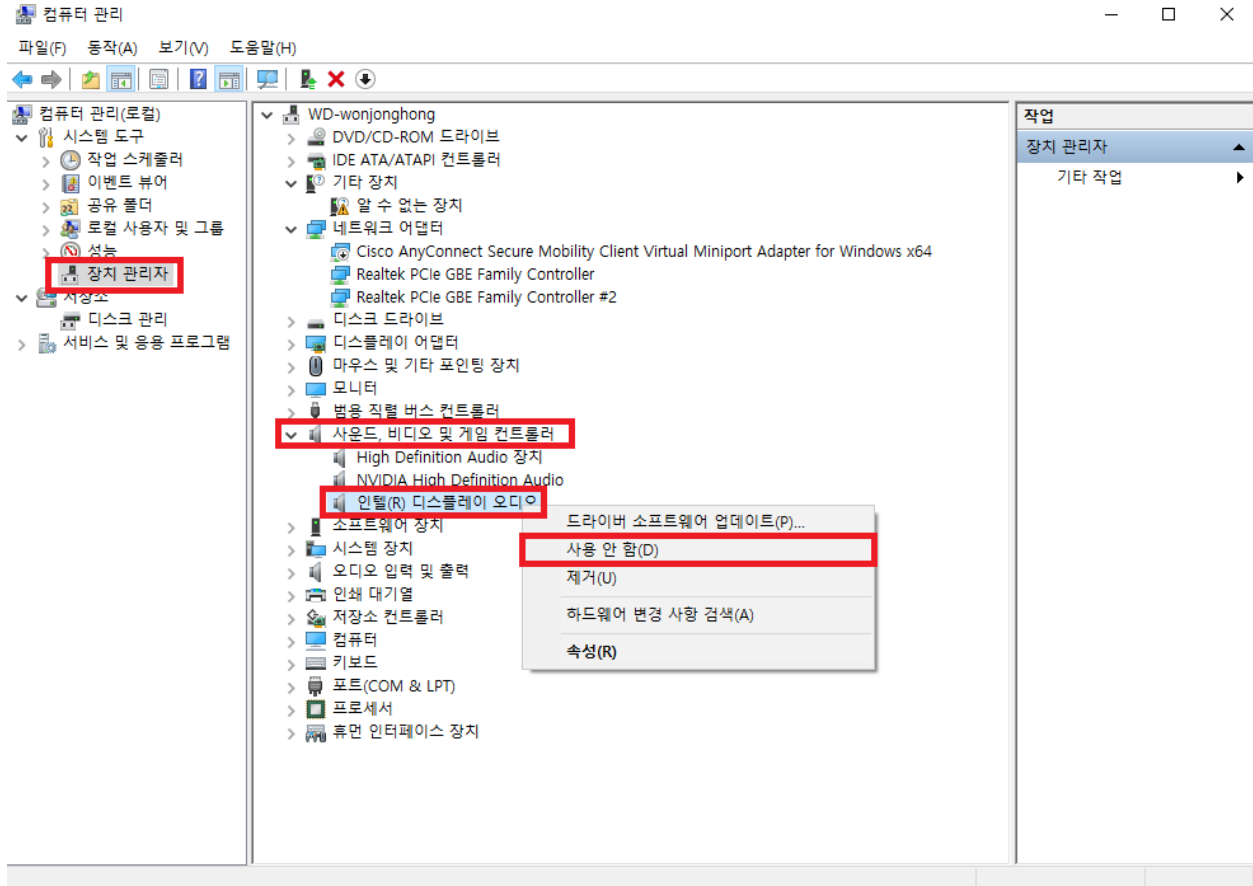 컴퓨터 관리
파일(F) 동작(A) 보기(V) 도움말(H)
컴퓨터 관리(로컬)
시스템 도구
작업 스케줄러
이벤트 뷰어
공유 폴더
로컬 사용자 및 그룹
성능
장치 관리자
저장소
디스크 관리
서비스 및 응용 프로그램
WD-wonjonghong
DVD/CD-ROM 드라이브
IDE ATA/ATAPI 컨트롤러
기타 장치
알 수 없는 장치
네트워크 어댑터
Cisco AnyConnect Secure Mobility Client Virtual Miniport Adapter for Windows x64
Realtek PCIe GBE Family Controller
Realtek PCIe GBE Family Controller #2
디스크 드라이브
디스플레이 어댑터
마우스 및 기타 포인팅 장치
모니터
범용 직렬 버스 컨트롤러
사운드, 비디오 및 게임 컨트롤러
High Definition Audio 장치
NVIDIA High Definition Audio
인텔(R) 디스플레이 오디오
소프트웨어 장치
시스템 장치
오디오 입력 및 출력
인쇄 대기열
저장소 컨트롤러
컴퓨터
키보드
포트(COM & LPT)
프로세서
휴먼 인터페이스 장치
드라이버 소프트웨어 업데이트(P)...
사용 안 함(D)
제거(U)
하드웨어 변경 사항 검색(A)
속성(R)
작업
장치 관리자
기타 작업